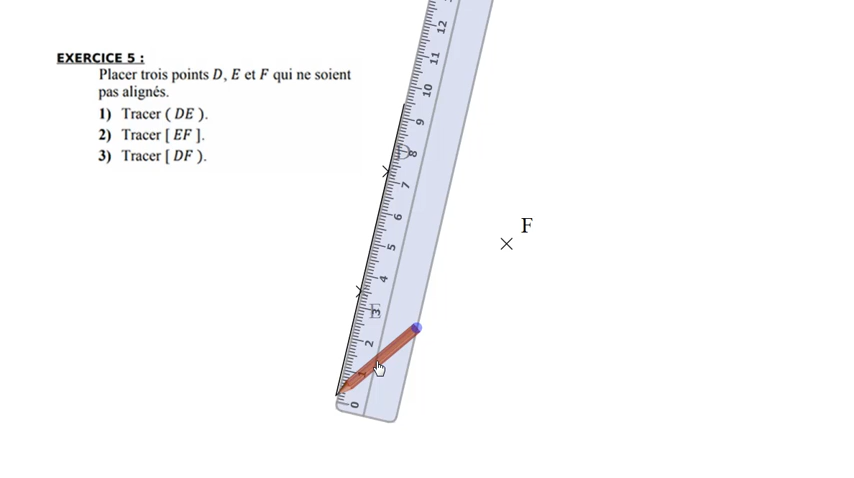 EXERCICE 5 :
Placer trois points D, E et F qui ne soient
pas alignés.
1) Tracer ( DE ).
2) Tracer [ EF ].
3) Tracer [ DF ).
12
11
10
9
D
8
7
6
F
5
4
E
3
2
1
0